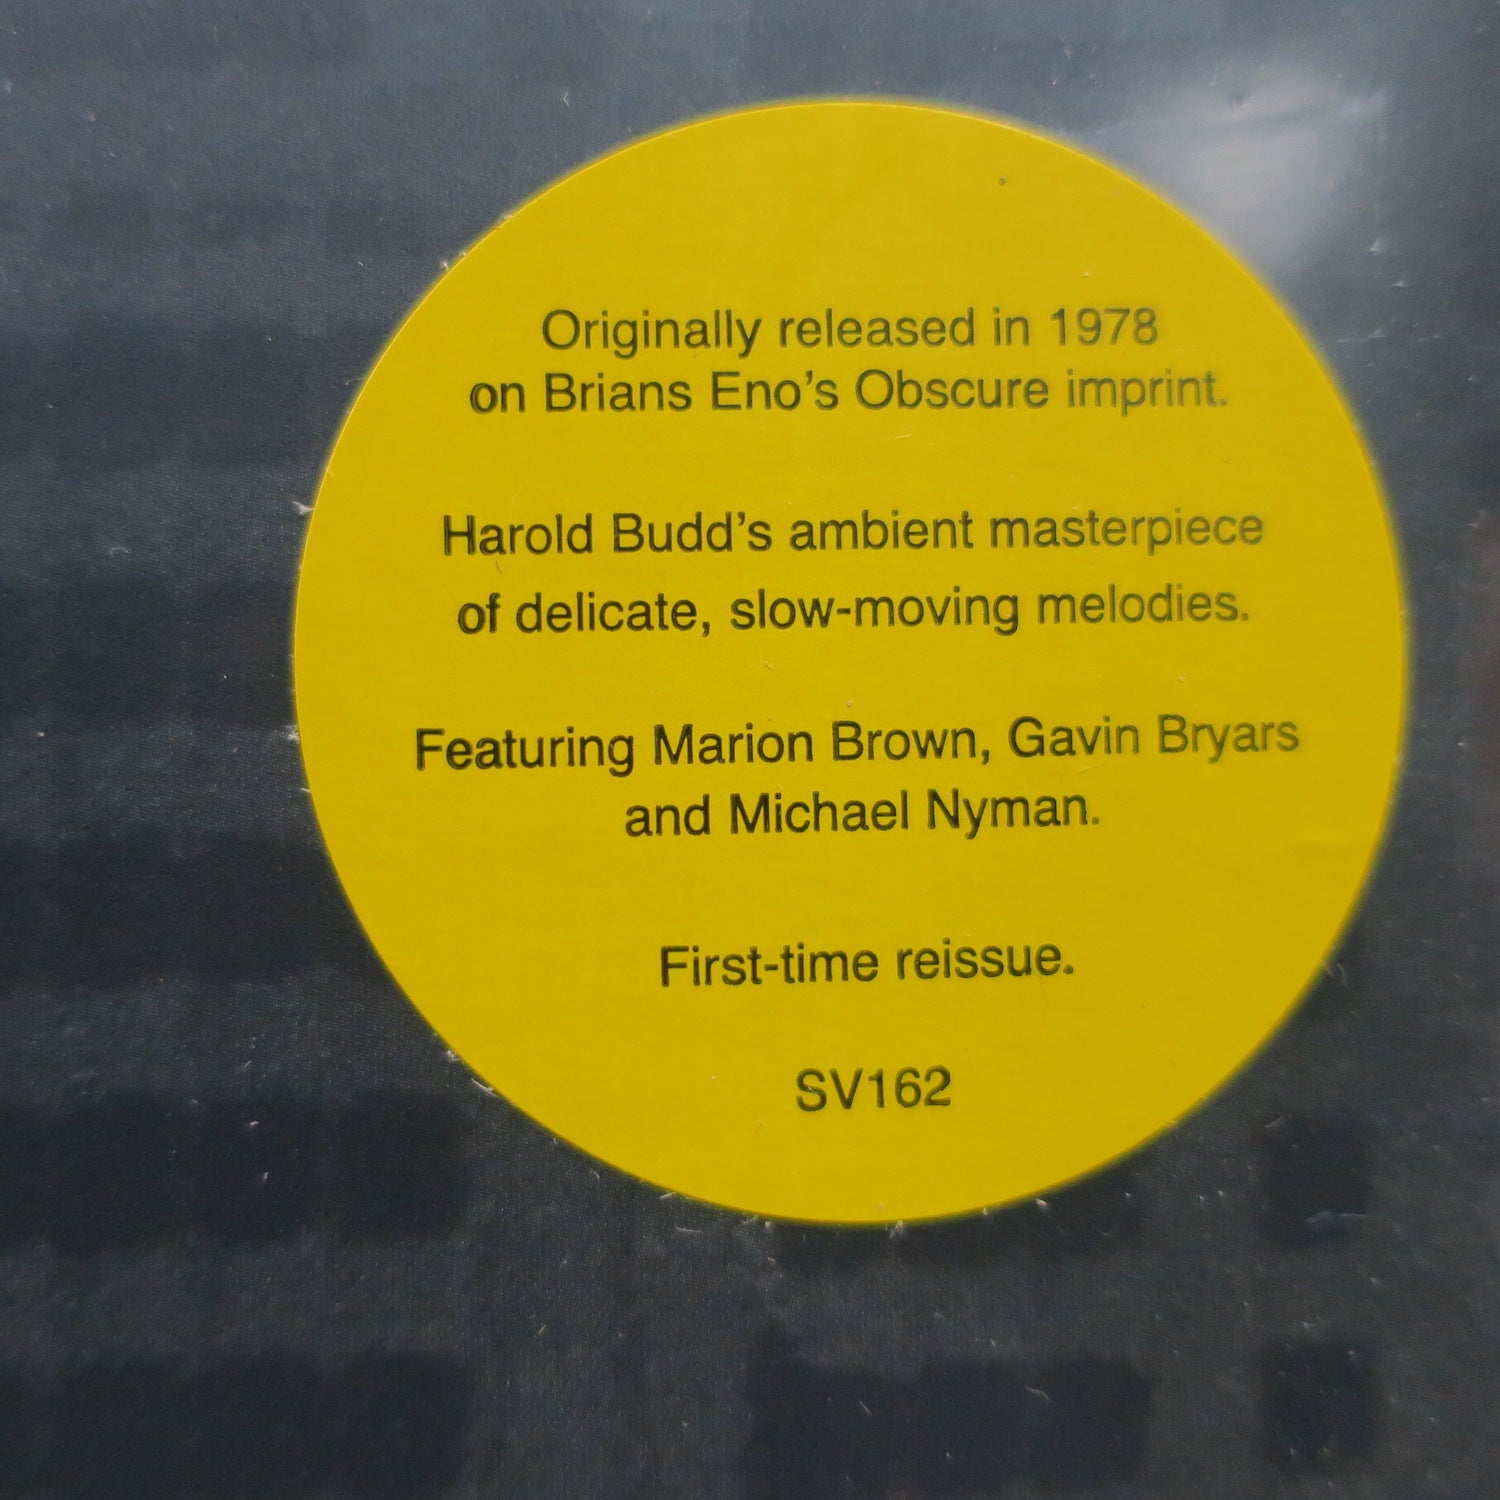 Originally released in 1978
on Brians Eno's Obscure imprint.
Harold Budd's ambient masterpiece
of delicate, slow-moving melodies.
Featuring Marion Brown, Gavin Bryars
and Michael Nyman.
First-time reissue.
SV162